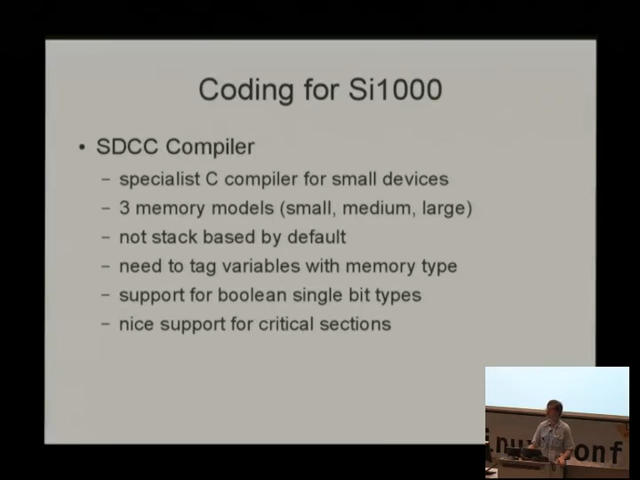 Coding for Si1000
• SDCC Compiler
– specialist C compiler for small devices
– 3 memory models (small, medium, large)
– not stack based by default
– need to tag variables with memory type
– support for boolean single bit types
– nice support for critical sections
inux onf